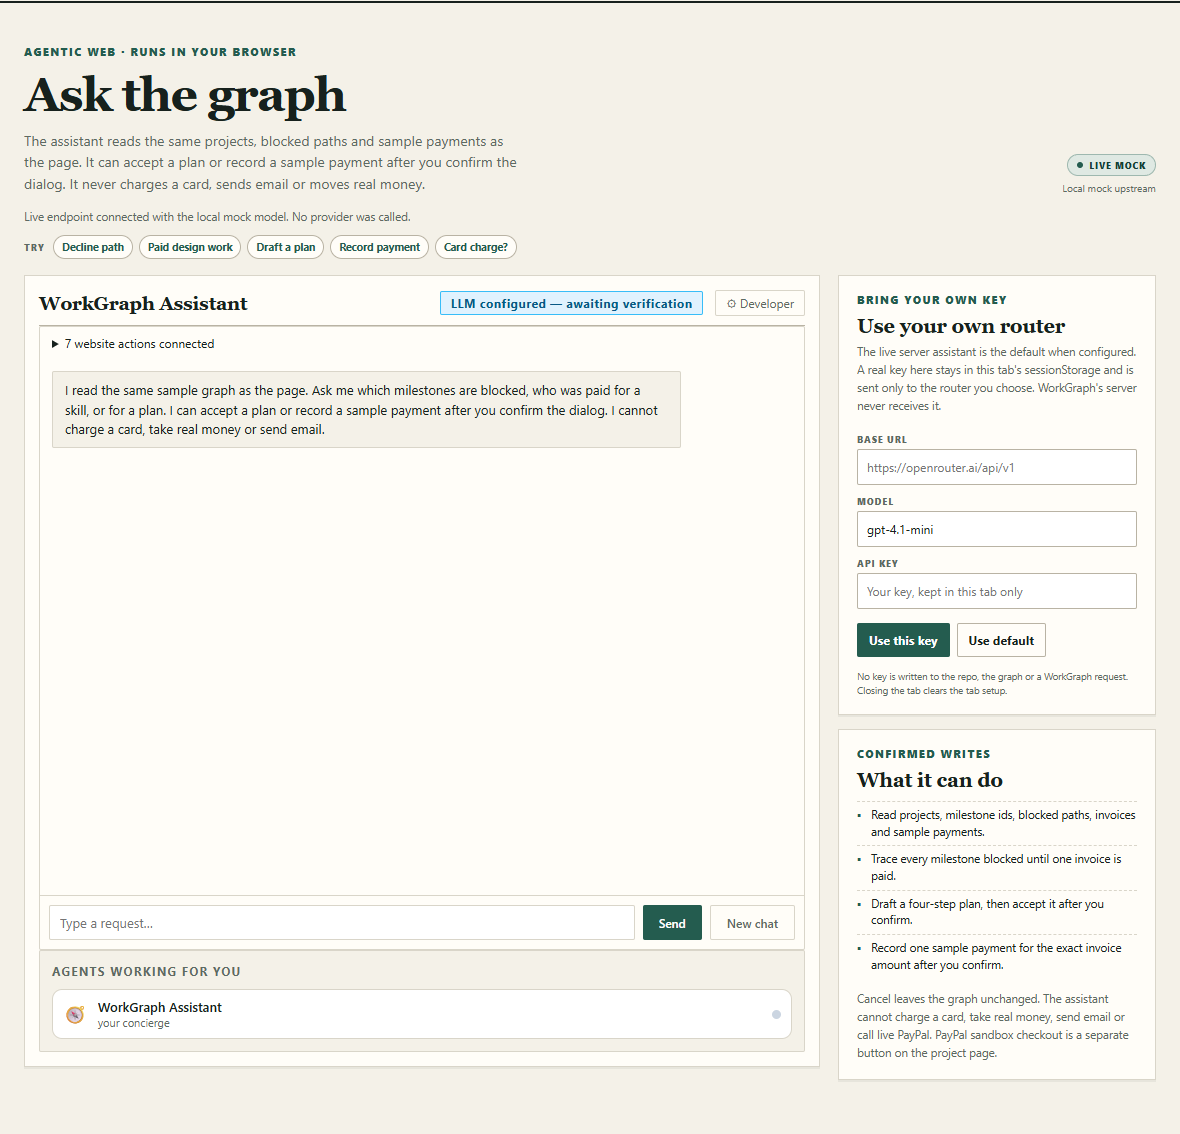 AGENTIC WEB · RUNS IN YOUR BROWSER
Ask the graph
The assistant reads the same projects, blocked paths and sample payments as
the page. It can accept a plan or record a sample payment after you confirm the
dialog. It never charges a card, sends email or moves real money.
LIVE MOCK
Local mock upstream
Live endpoint connected with the local mock model. No provider was called.
TRY Decline path Paid design work Draft a plan Record payment Card charge?
WorkGraph Assistant
LLM configured — awaiting verification
⚙ Developer
▶ 7 website actions connected
I read the same sample graph as the page. Ask me which milestones are blocked, who was paid for a
skill, or for a plan. I can accept a plan or record a sample payment after you confirm the dialog. I cannot
charge a card, take real money or send email.
Type a request...
Send
New chat
AGENTS WORKING FOR YOU
WorkGraph Assistant
your concierge
BRING YOUR OWN KEY
Use your own router
The live server assistant is the default when configured.
A real key here stays in this tab's sessionStorage and is
sent only to the router you choose. WorkGraph's server
never receives it.
BASE URL
https://openrouter.ai/api/v1
MODEL
gpt-4.1-mini
API KEY
Your key, kept in this tab only
Use this key
Use default
No key is written to the repo, the graph or a WorkGraph request.
Closing the tab clears the tab setup.
CONFIRMED WRITES
What it can do
▪ Read projects, milestone ids, blocked paths, invoices
and sample payments.
▪ Trace every milestone blocked until one invoice is
paid.
▪ Draft a four-step plan, then accept it after you
confirm.
▪ Record one sample payment for the exact invoice
amount after you confirm.
Cancel leaves the graph unchanged. The assistant
cannot charge a card, take real money, send email or
call live PayPal. PayPal sandbox checkout is a separate
button on the project page.